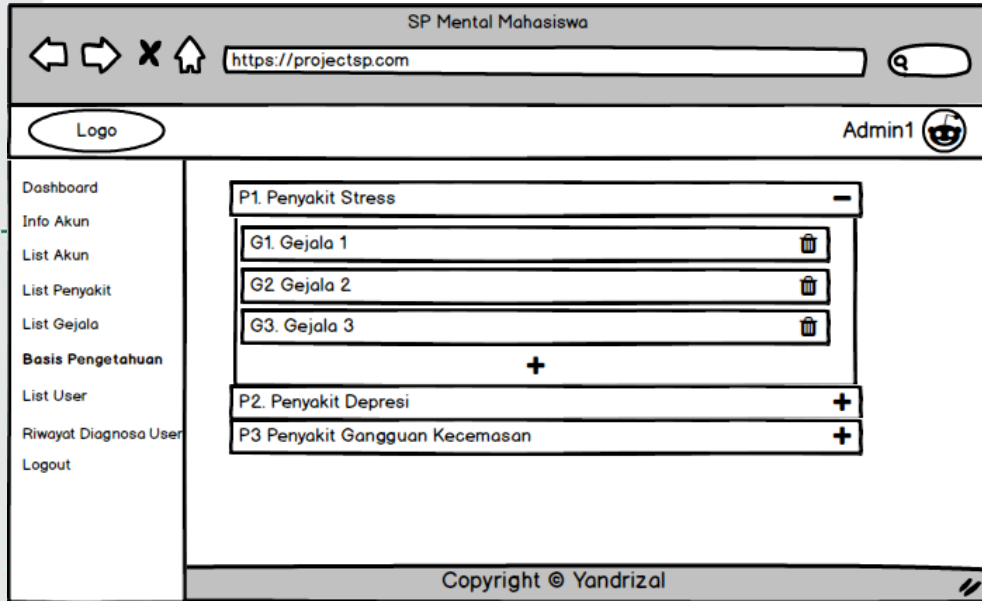 SP Mental Mahasiswa
https://projectsp.com
Logo
Admin1
Dashboard
Info Akun
List Akun
List Penyakit
List Gejala
Basis Pengetahuan
List User
Riwayat Diagnosa User
Logout
P1. Penyakit Stress
G1. Gejala 1
G2 Gejala 2
G3. Gejala 3
P2. Penyakit Depresi
P3 Penyakit Gangguan Kecemasan
Copyright © Yandrizal